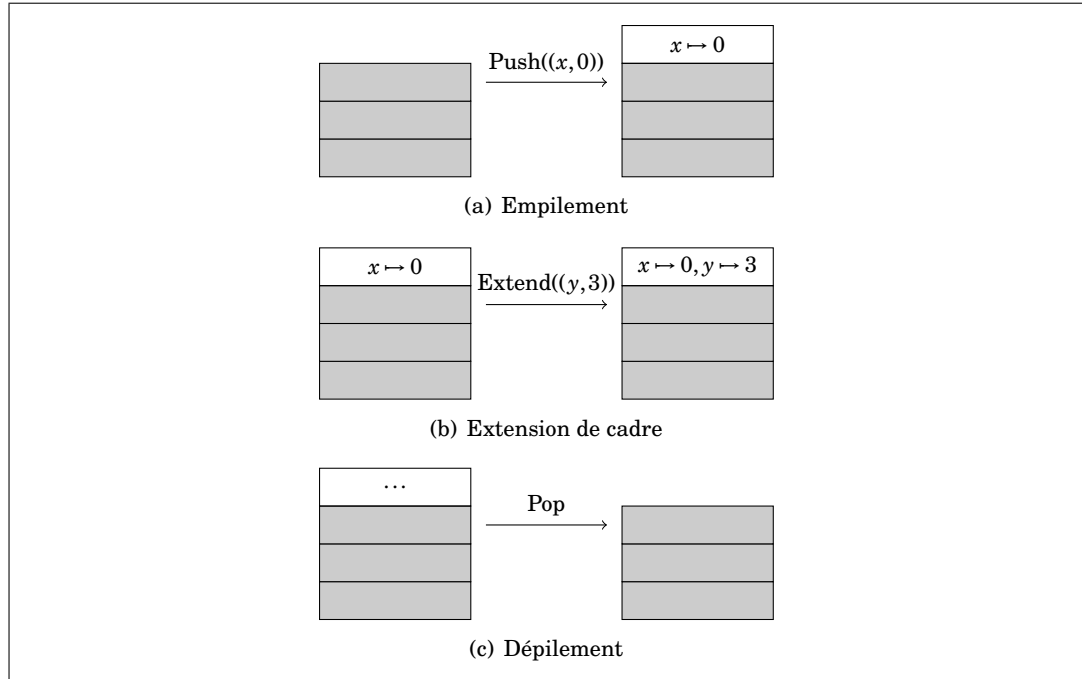 x ↦ 0
Push((x,0))
(a) Empilement
x ↦ 0
Extend((y,3))
x ↦ 0, y ↦ 3
(b) Extension de cadre
...
Pop
(c) Dépilement